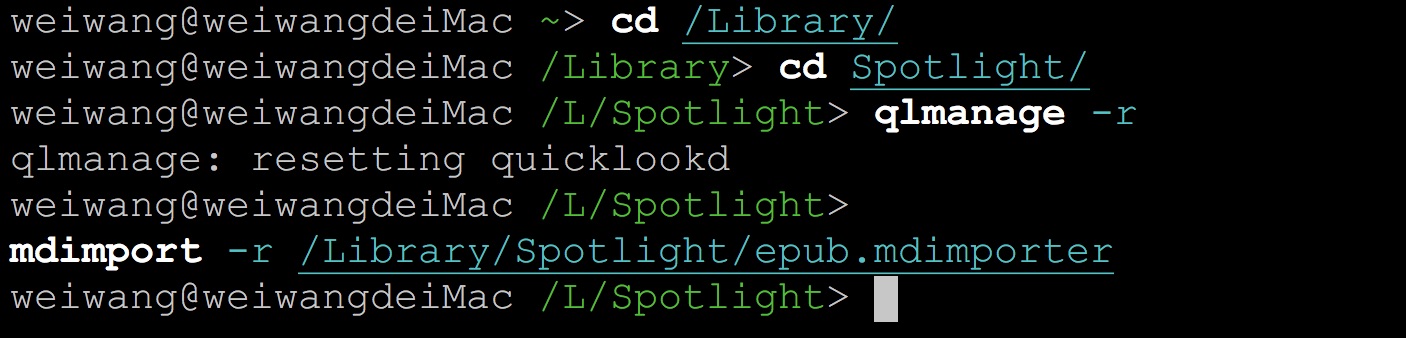 weiwang@weiwangdeiMac ~> cd /Library/
weiwang@weiwangdeiMac /Library> cd Spotlight/
weiwang@weiwangdeiMac /L/Spotlight> qlmanage -r
qlmanage: resetting quicklookd
weiwang@weiwangdeiMac /L/Spotlight>
mdimport -r /Library/Spotlight/epub.mdimporter
weiwang@weiwangdeiMac /L/Spotlight>